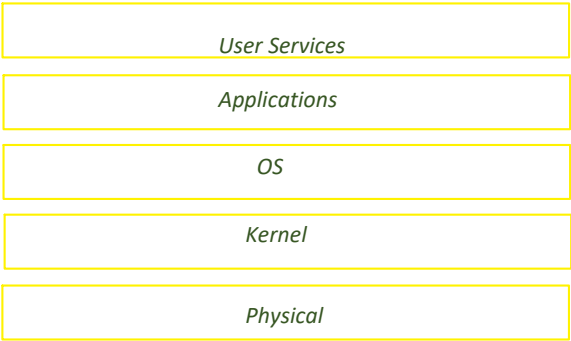 User Services
Applications
OS
Kernel
Physical